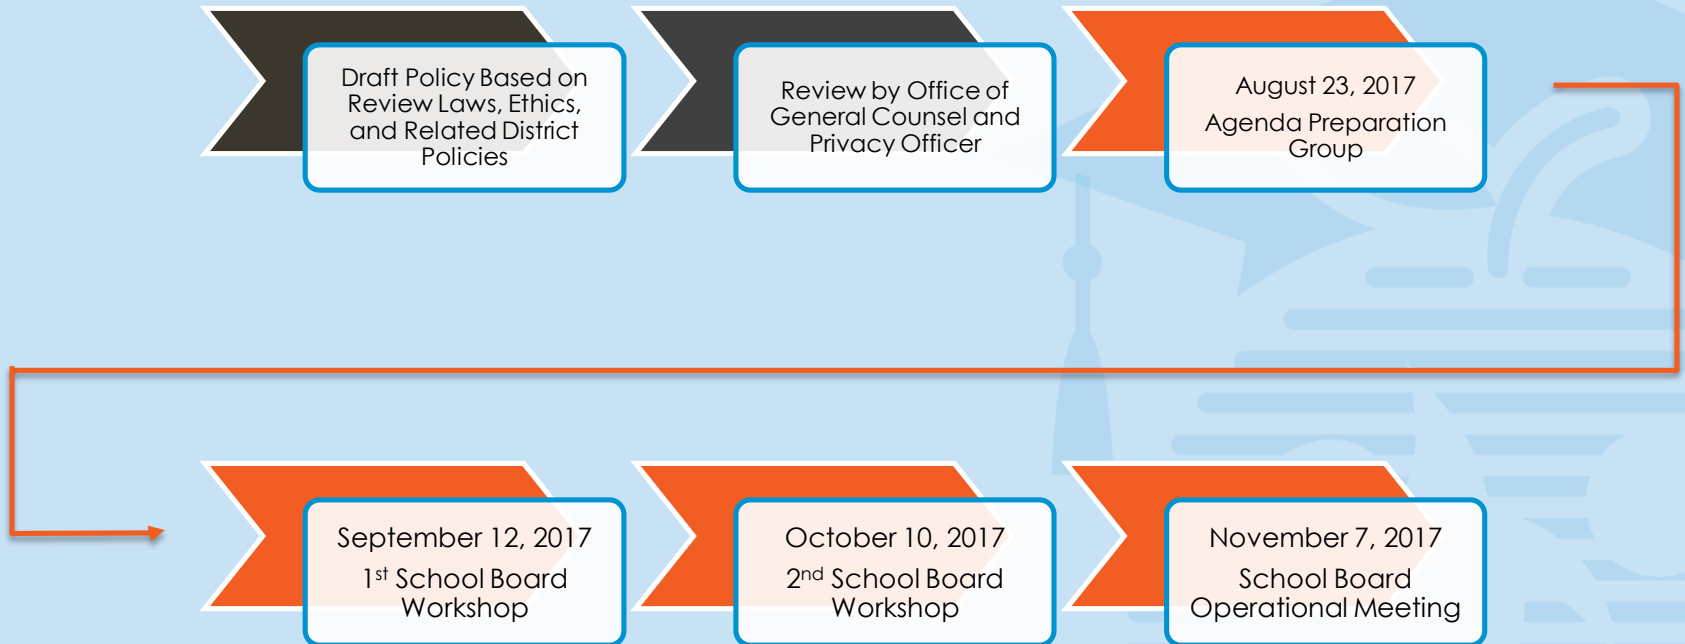 Draft Policy Based on
Review Laws, Ethics,
and Related District
Policies
Review by Office of
General Counsel and
Privacy Officer
August 23, 2017
Agenda Preparation
Group
September 12, 2017
1st School Board
Workshop
October 10, 2017
2nd School Board
Workshop
November 7, 2017
School Board
Operational Meeting